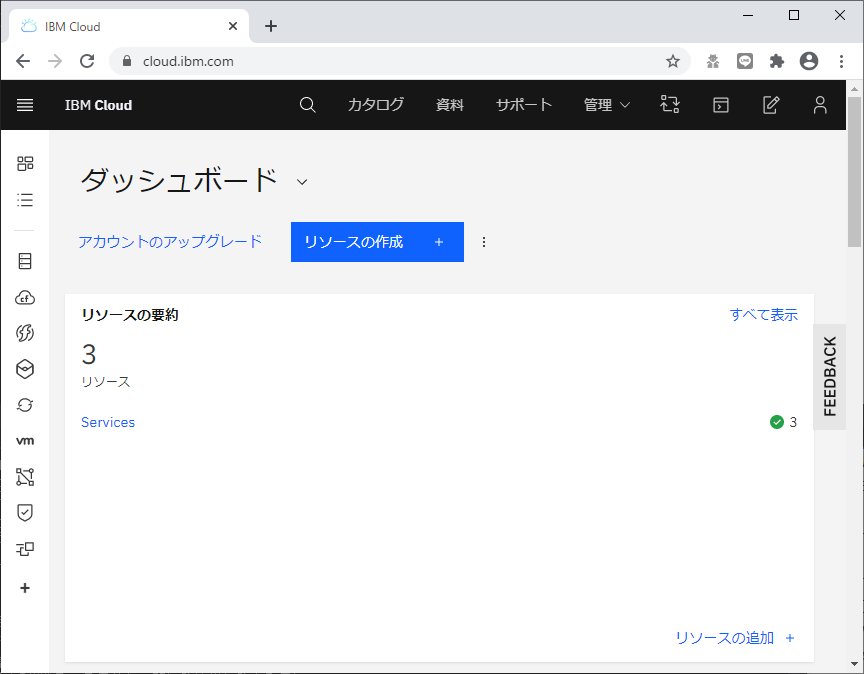 IBM Cloud
cloud.ibm.com
IBM Cloud カタログ 資料 サポート 管理
ダッシュボード
アカウントのアップグレード リソースの作成 +
リソースの要約 すべて表示
3
リソース
Services 3
FEEDBACK
cf
vm
リソースの追加 +